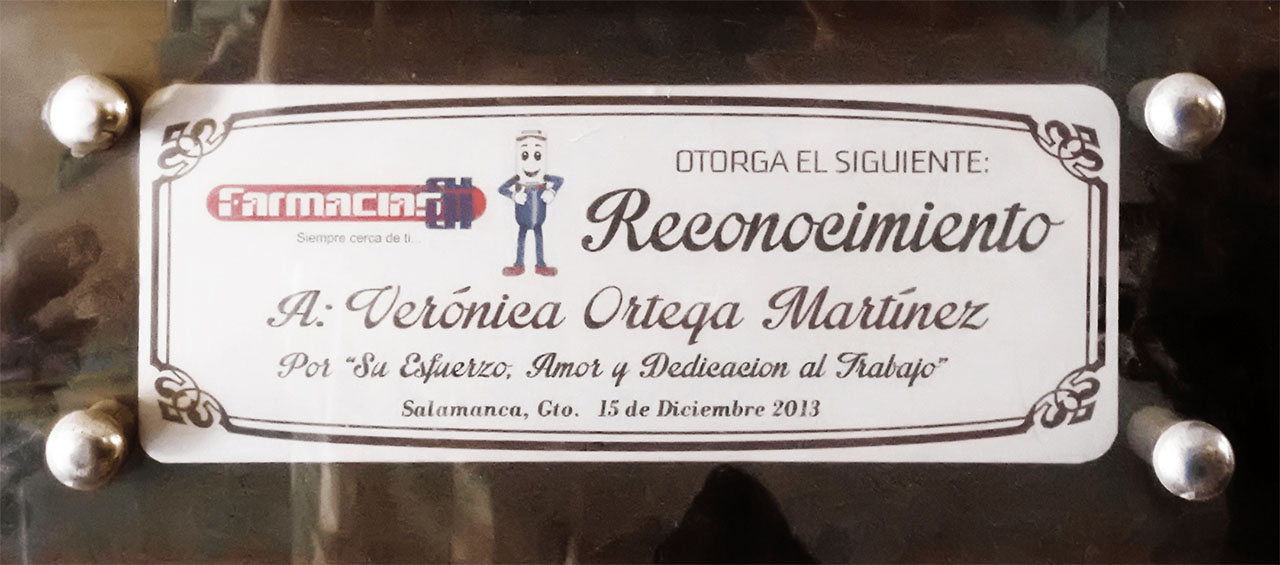 Farmacias
Siempre cerca de ti...
OTORGA EL SIGUIENTE:
Reconocimiento
A: Verónica Ortega Martínez
Por "Su Esfuerzo, Amor y Dedicacion al Trabajo"
Salamanca, Gto. 15 de Diciembre 2013